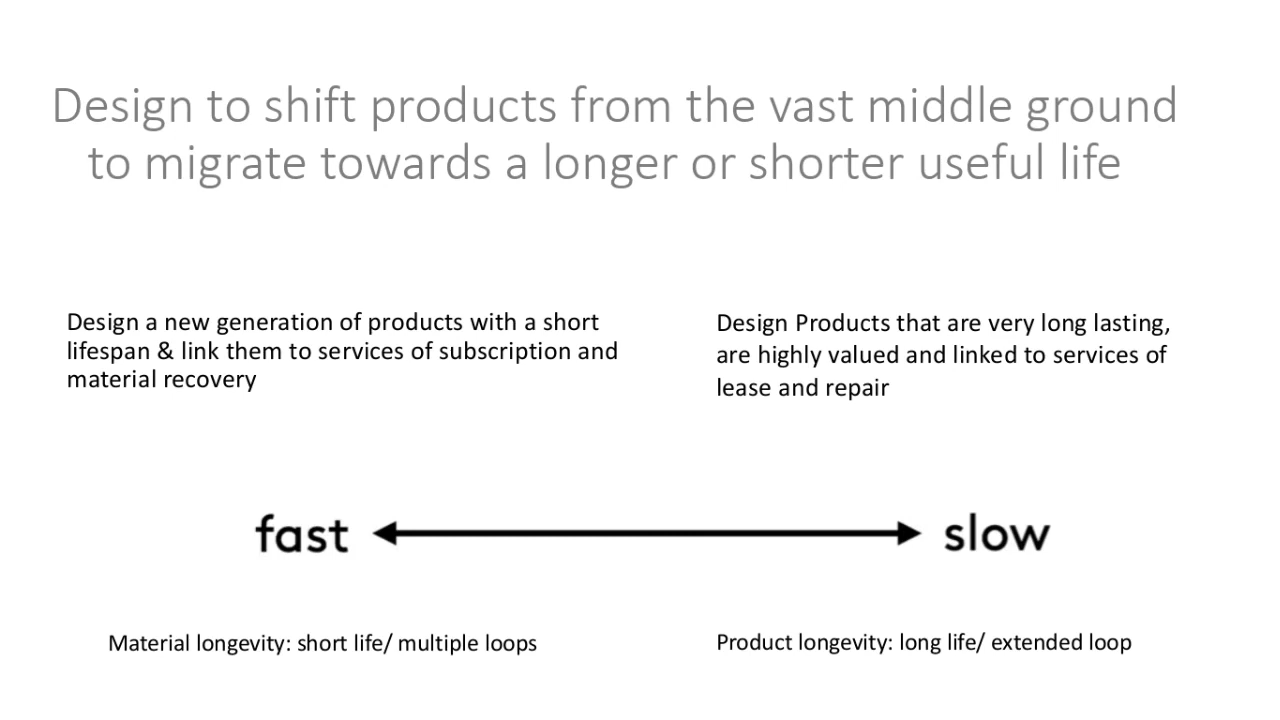 Design to shift products from the vast middle ground
to migrate towards a longer or shorter useful life
Design a new generation of products with a short
lifespan & link them to services of subscription and
material recovery
Design Products that are very long lasting,
are highly valued and linked to services of
lease and repair
fast
slow
Material longevity: short life/ multiple loops
Product longevity: long life/ extended loop